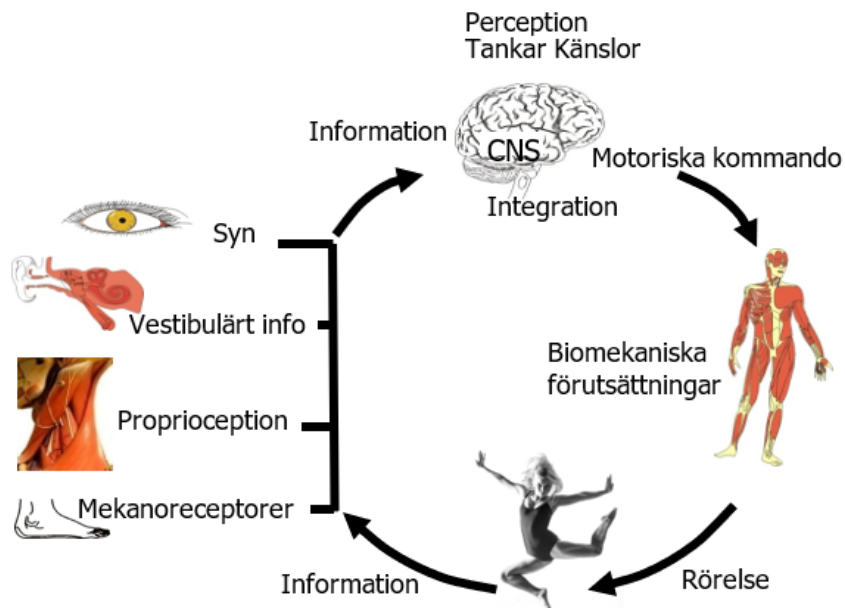 Perception
Tankar Känslor
Information
CNS
Motoriska kommando
Integration
Syn
Vestibulärt info
Biomekaniska
förutsättningar
Proprioception
Mekanoreceptorer
Information
Rörelse